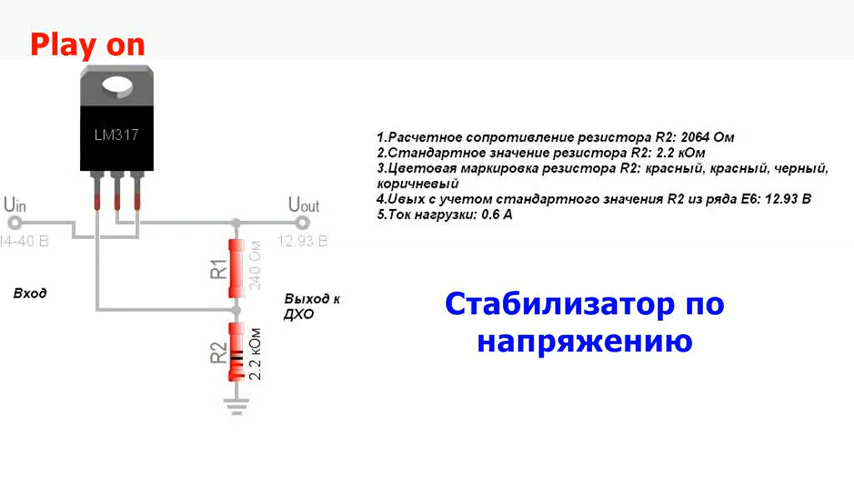 Play on
LM317
1.Расчетное сопротивление резистора R2: 2064 Ом
2.Стандартное значение резистора R2: 2.2 кОм
3.Цветовая маркировка резистора R2: красный, красный, черный,
коричневый
4.Uвых с учетом стандартного значения R2 из ряда E6: 12.93 В
5.Ток нагрузки: 0.6 А
Uin
Uout
14-40 В
12.93 В
R1
240 Ом
Вход
Выход к
ДХО
R2
2.2 кОм
Стабилизатор по
напряжению